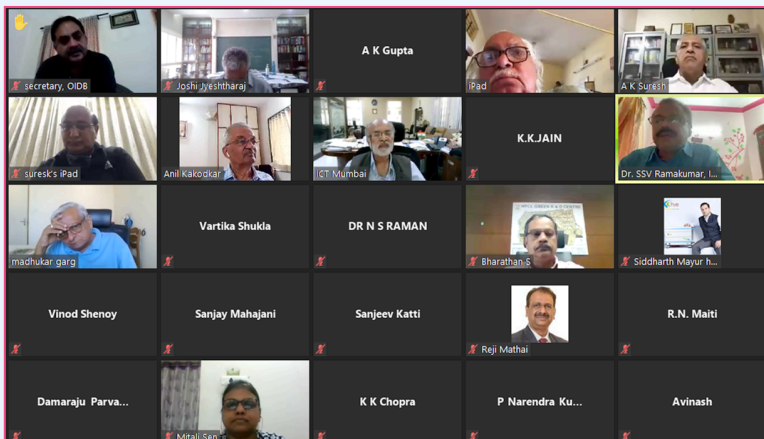 secretary, OIDB
Joshi Jyeshtharaj
A K Gupta
iPad
A K Suresh
suresk's iPad
Anil Kakodkar
ICT Mumbai
K.K.JAIN
Dr. SSV Ramakumar, I...
madhukar garg
Vartika Shukla
DR N S RAMAN
Bharathan S
Siddharth Mayur h...
Vinod Shenoy
Sanjay Mahajani
Sanjeev Katti
Reji Mathai
R.N. Maiti
Damaraju Parva...
Mitali Sen
K K Chopra
P Narendra Ku...
Avinash